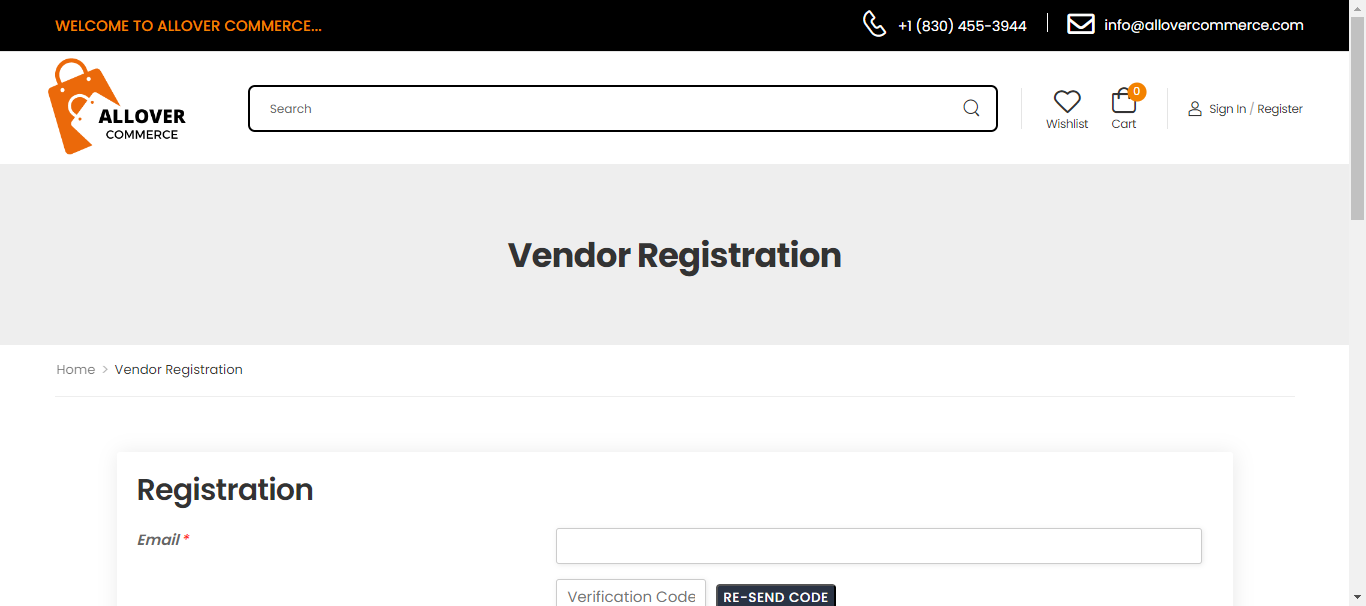 WELCOME TO ALLOVER COMMERCE...
+1 (830) 455-3944
info@allovercommerce.com
ALLOVER
COMMERCE
Search
Wishlist
0
Cart
Sign In / Register
Vendor Registration
Home > Vendor Registration
Registration
Email *
Verification Code
RE-SEND CODE